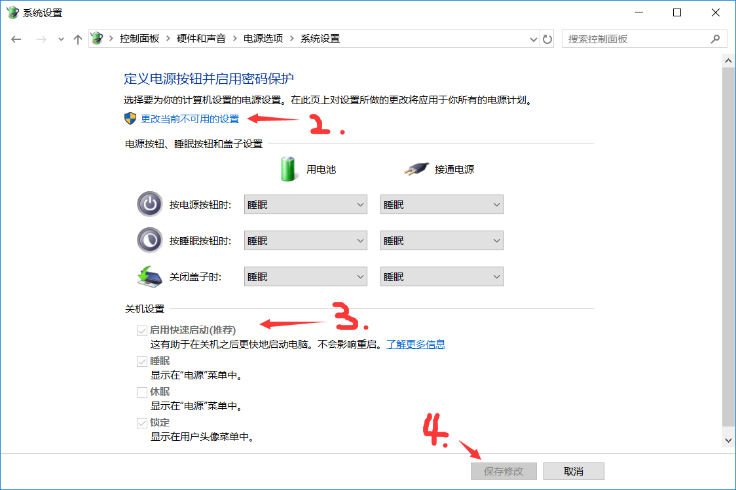 系统设置
控制面板 > 硬件和声音 > 电源选项 > 系统设置
搜索控制面板
定义电源按钮并启用密码保护
选择要为你的计算机设置的电源设置。在此页上对设置所做的更改将应用于你所有的电源计划。
更改当前不可用的设置
2.
电源按钮、睡眠按钮和盖子设置
用电池 接通电源
按电源按钮时: 睡眠 睡眠
按睡眠按钮时: 睡眠 睡眠
关闭盖子时: 睡眠 睡眠
关机设置
3.
启用快速启动(推荐)
这有助于在关机之后更快地启动电脑。不会影响重启。了解更多信息
睡眠
显示在"电源"菜单中。
休眠
显示在"电源"菜单中。
锁定
显示在用户头像菜单中。
4.
保存修改 取消